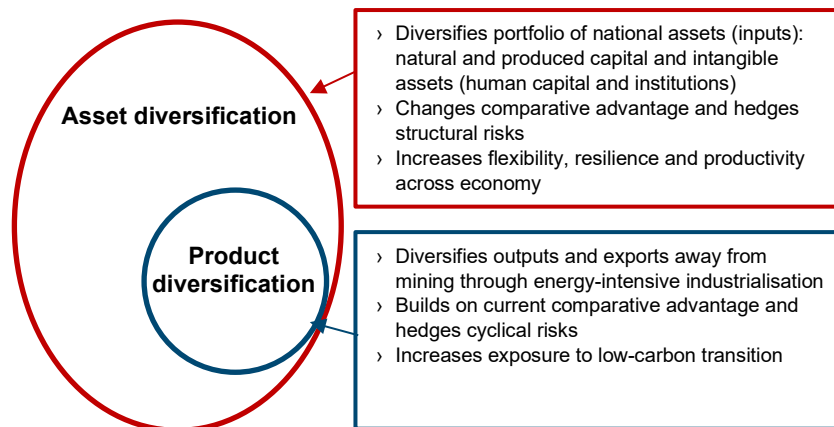 Asset diversification
› Diversifies portfolio of national assets (inputs):
natural and produced capital and intangible
assets (human capital and institutions)
› Changes comparative advantage and hedges
structural risks
› Increases flexibility, resilience and productivity
across economy
Product
diversification
› Diversifies outputs and exports away from
mining through energy-intensive industrialisation
› Builds on current comparative advantage and
hedges cyclical risks
› Increases exposure to low-carbon transition